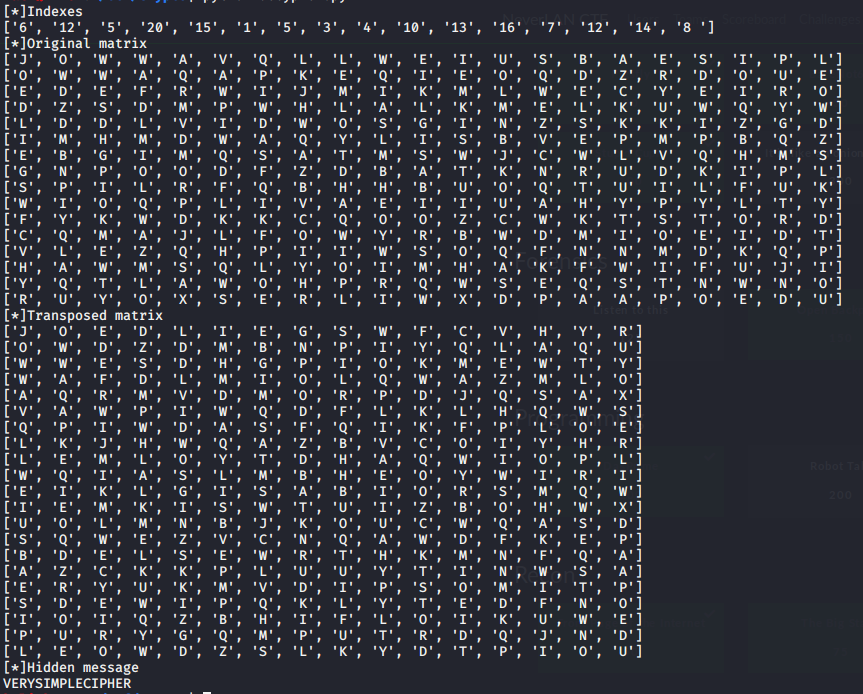 [*]Indexes
['6', '12', '5', '20', '15', '1', '5', '3', '4', '10', '13', '16', '7', '12', '14', '8 ']
[*]Original matrix
['J', 'O', 'W', 'W', 'A', 'V', 'Q', 'L', 'L', 'W', 'E', 'I', 'U', 'S', 'B', 'A', 'E', 'S', 'I', 'P', 'L']
['O', 'W', 'W', 'A', 'Q', 'A', 'P', 'K', 'E', 'Q', 'I', 'E', 'O', 'Q', 'D', 'Z', 'R', 'D', 'O', 'U', 'E']
['E', 'D', 'E', 'F', 'R', 'W', 'I', 'J', 'M', 'I', 'K', 'M', 'L', 'W', 'E', 'C', 'Y', 'E', 'I', 'R', 'O']
['D', 'Z', 'S', 'D', 'M', 'P', 'W', 'H', 'L', 'A', 'L', 'K', 'M', 'E', 'L', 'K', 'U', 'W', 'Q', 'Y', 'W']
['L', 'D', 'D', 'L', 'V', 'I', 'D', 'W', 'O', 'S', 'G', 'I', 'N', 'Z', 'S', 'K', 'K', 'I', 'Z', 'G', 'D']
['I', 'M', 'H', 'M', 'D', 'W', 'A', 'Q', 'Y', 'L', 'I', 'S', 'B', 'V', 'E', 'P', 'M', 'P', 'B', 'Q', 'Z']
['E', 'B', 'G', 'I', 'M', 'Q', 'S', 'A', 'T', 'M', 'S', 'W', 'J', 'C', 'W', 'L', 'V', 'Q', 'H', 'M', 'S']
['G', 'N', 'P', 'O', 'O', 'D', 'F', 'Z', 'D', 'B', 'A', 'T', 'K', 'N', 'R', 'U', 'D', 'K', 'I', 'P', 'L']
['S', 'P', 'I', 'L', 'R', 'F', 'Q', 'B', 'H', 'H', 'B', 'U', 'O', 'Q', 'T', 'U', 'I', 'L', 'F', 'U', 'K']
['W', 'I', 'O', 'Q', 'P', 'L', 'I', 'V', 'A', 'E', 'I', 'I', 'U', 'A', 'H', 'Y', 'P', 'Y', 'L', 'T', 'Y']
['F', 'Y', 'K', 'W', 'D', 'K', 'K', 'C', 'Q', 'O', 'O', 'Z', 'C', 'W', 'K', 'T', 'S', 'T', 'O', 'R', 'D']
['C', 'Q', 'M', 'A', 'J', 'L', 'F', 'O', 'W', 'Y', 'R', 'B', 'W', 'D', 'M', 'I', 'O', 'E', 'I', 'D', 'T']
['V', 'L', 'E', 'Z', 'Q', 'H', 'P', 'I', 'I', 'W', 'S', 'O', 'Q', 'F', 'N', 'N', 'M', 'D', 'K', 'Q', 'P']
['H', 'A', 'W', 'M', 'S', 'Q', 'L', 'Y', 'O', 'I', 'M', 'H', 'A', 'K', 'F', 'W', 'I', 'F', 'U', 'J', 'I']
['Y', 'Q', 'T', 'L', 'A', 'W', 'O', 'H', 'P', 'R', 'Q', 'W', 'S', 'E', 'Q', 'S', 'T', 'N', 'W', 'N', 'O']
['R', 'U', 'Y', 'O', 'X', 'S', 'E', 'R', 'L', 'I', 'W', 'X', 'D', 'P', 'A', 'A', 'P', 'O', 'E', 'D', 'U']
[*]Transposed matrix
['J', 'O', 'E', 'D', 'L', 'I', 'E', 'G', 'S', 'W', 'F', 'C', 'V', 'H', 'Y', 'R']
['O', 'W', 'D', 'Z', 'D', 'M', 'B', 'N', 'P', 'I', 'Y', 'Q', 'L', 'A', 'Q', 'U']
['W', 'W', 'E', 'S', 'D', 'H', 'G', 'P', 'I', 'O', 'K', 'M', 'E', 'W', 'T', 'Y']
['W', 'A', 'F', 'D', 'L', 'M', 'I', 'O', 'L', 'Q', 'W', 'A', 'Z', 'M', 'L', 'O']
['A', 'Q', 'R', 'M', 'V', 'D', 'M', 'O', 'R', 'P', 'D', 'J', 'Q', 'S', 'A', 'X']
['V', 'A', 'W', 'P', 'I', 'W', 'Q', 'D', 'F', 'L', 'K', 'L', 'H', 'Q', 'W', 'S']
['Q', 'P', 'I', 'W', 'D', 'A', 'S', 'F', 'Q', 'I', 'K', 'F', 'P', 'L', 'O', 'E']
['L', 'K', 'J', 'H', 'W', 'Q', 'A', 'Z', 'B', 'V', 'C', 'O', 'I', 'Y', 'H', 'R']
['L', 'E', 'M', 'L', 'O', 'Y', 'T', 'D', 'H', 'A', 'Q', 'W', 'I', 'O', 'P', 'L']
['W', 'Q', 'I', 'A', 'S', 'L', 'M', 'B', 'H', 'E', 'O', 'Y', 'W', 'I', 'R', 'I']
['E', 'I', 'K', 'L', 'G', 'I', 'S', 'A', 'B', 'I', 'O', 'R', 'S', 'M', 'Q', 'W']
['I', 'E', 'M', 'K', 'I', 'S', 'W', 'T', 'U', 'I', 'Z', 'B', 'O', 'H', 'W', 'X']
['U', 'O', 'L', 'M', 'N', 'B', 'J', 'K', 'O', 'U', 'C', 'W', 'Q', 'A', 'S', 'D']
['S', 'Q', 'W', 'E', 'Z', 'V', 'C', 'N', 'Q', 'A', 'W', 'D', 'F', 'K', 'E', 'P']
['B', 'D', 'E', 'L', 'S', 'E', 'W', 'R', 'T', 'H', 'K', 'M', 'N', 'F', 'Q', 'A']
['A', 'Z', 'C', 'K', 'K', 'P', 'L', 'U', 'U', 'Y', 'T', 'I', 'N', 'W', 'S', 'A']
['E', 'R', 'Y', 'U', 'K', 'M', 'V', 'D', 'I', 'P', 'S', 'O', 'M', 'I', 'T', 'P']
['S', 'D', 'E', 'W', 'I', 'P', 'Q', 'K', 'L', 'Y', 'T', 'E', 'D', 'F', 'N', 'O']
['I', 'O', 'I', 'Q', 'Z', 'B', 'H', 'I', 'F', 'L', 'O', 'I', 'K', 'U', 'W', 'E']
['P', 'U', 'R', 'Y', 'G', 'Q', 'M', 'P', 'U', 'T', 'R', 'D', 'Q', 'J', 'N', 'D']
['L', 'E', 'O', 'W', 'D', 'Z', 'S', 'L', 'K', 'Y', 'D', 'T', 'P', 'I', 'O', 'U']
[*]Hidden message
VERYSIMPLECIPHER